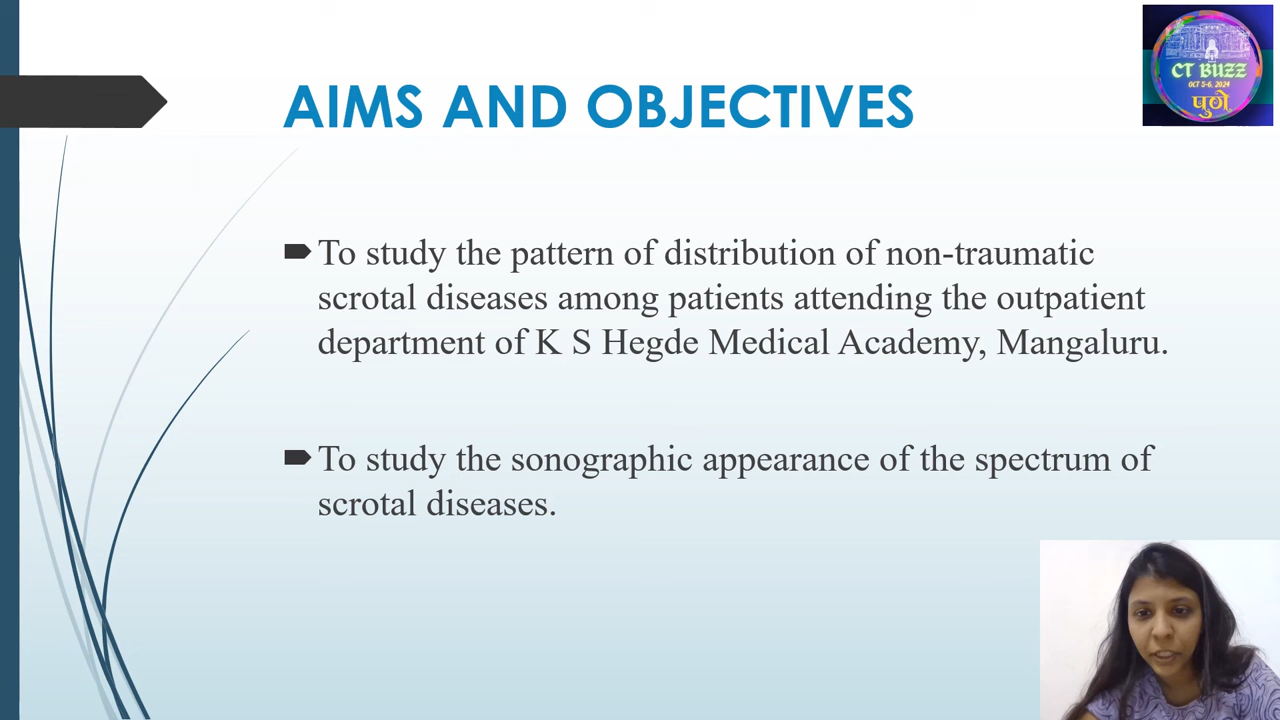 AIMS AND OBJECTIVES
CT BUZZ
OCT 5-6, 2024
पुणे
To study the pattern of distribution of non-traumatic
scrotal diseases among patients attending the outpatient
department of K S Hegde Medical Academy, Mangaluru.
To study the sonographic appearance of the spectrum of
scrotal diseases.